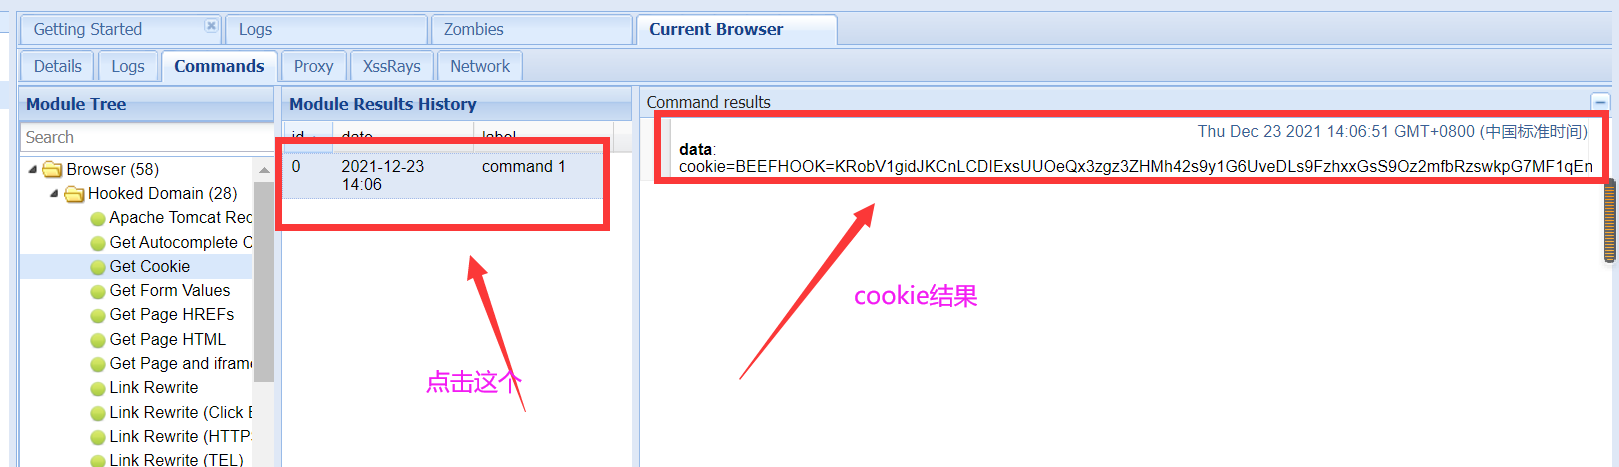 Getting Started
Logs
Zombies
Current Browser
Details
Logs
Commands
Proxy
XssRays
Network
Module Tree
Search
Browser (58)
Hooked Domain (28)
Apache Tomcat Rec
Get Autocomplete C
Get Cookie
Get Form Values
Get Page HREFs
Get Page HTML
Get Page and iframe
Link Rewrite
Link Rewrite (Click E
Link Rewrite (HTTPS
Link Rewrite (TEL)
Module Results History
id
date
label
0
2021-12-23
14:06
command 1
点击这个
Command results
Thu Dec 23 2021 14:06:51 GMT+0800 (中国标准时间)
data:
cookie=BEEFHOOK=KRobV1gidJKCnLCDIExsUUOeQx3zgz3ZHMh42s9y1G6UveDLs9FzhxxGsS9Oz2mfbRzswkpG7MF1qEn
cookie结果